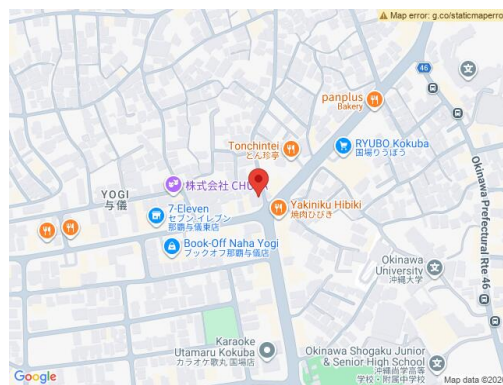 Map error: g.co/staticmaperro
46
panplus
Bakery
RYUBO Kokuba
国場りうぼう
Tonchintei
とん珍亭
Okinawa Prefectural Rte 46
株式会社 CHU
YOGI
与儀
7-Eleven
セブン-イレブン
那覇与儀東店
Yakiniku Hibiki
焼肉ひびき
Book-Off Naha Yogi
ブックオフ那覇与儀店
Okinawa
University
沖縄大学
Karaoke
Utamaru Kokuba
カラオケ歌丸 国場店
Okinawa Shogaku Junior
& Senior High School
沖縄尚学高等
学校・附属中学校
Google
Map data ©202